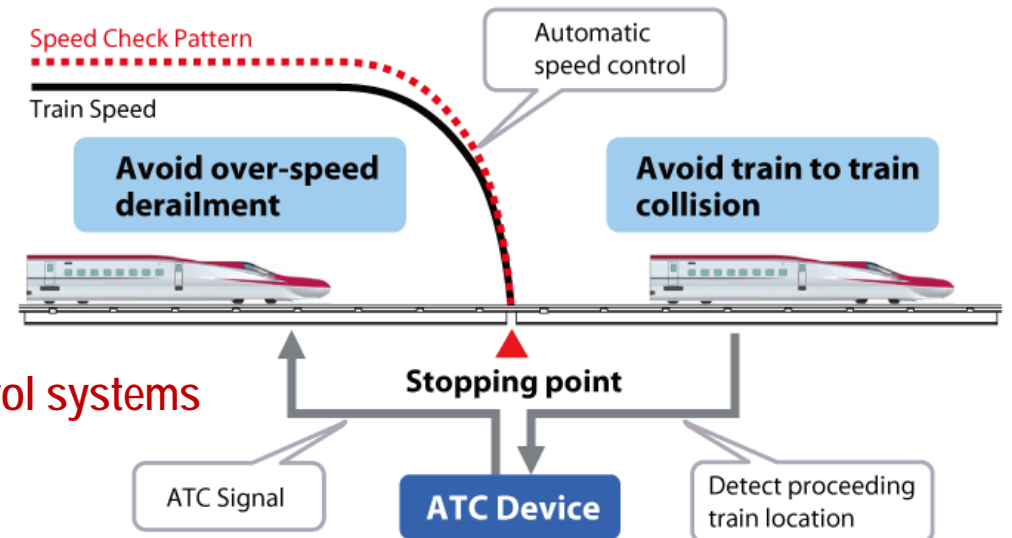 Speed Check Pattern
Train Speed
Automatic
speed control
Avoid over-speed
derailment
Avoid train to train
collision
Stopping point
ol systems
ATC Signal
ATC Device
Detect proceeding
train location